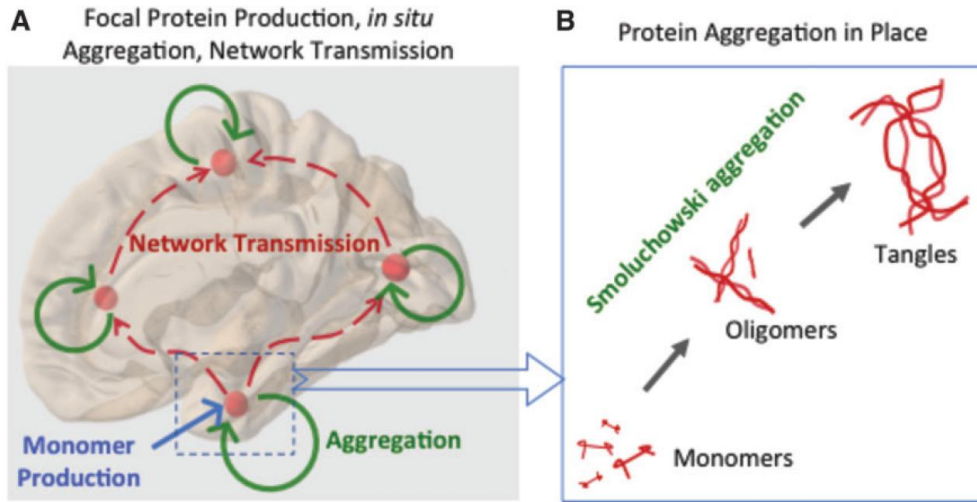 A
Focal Protein Production, in situ
Aggregation, Network Transmission
Network Transmission
Monomer
Production
Aggregation
B
Protein Aggregation in Place
Smoluchowski aggregation
Tangles
Oligomers
Monomers